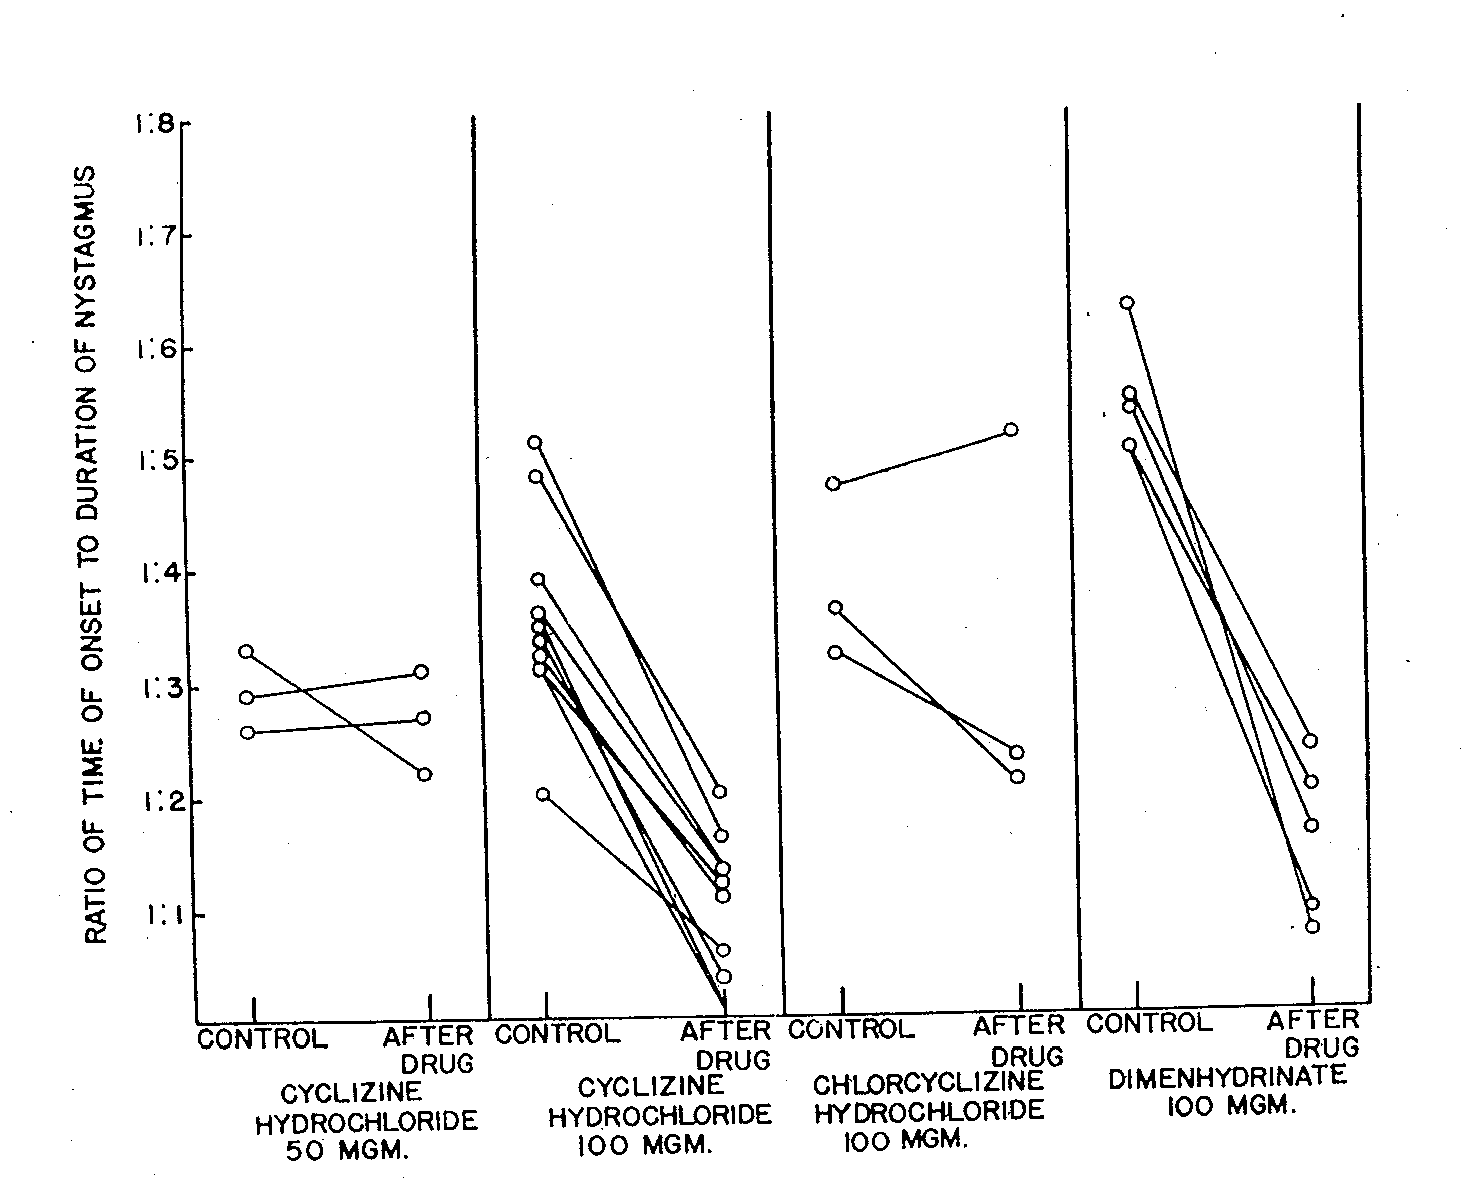 RATIO OF TIME OF ONSET TO DURATION OF NYSTAGMUS
1:8
1:7
1:6
1:5
1:4
1:3
1:2
1:1
CONTROL AFTER DRUG
CYCLIZINE
HYDROCHLORIDE
50 MGM.
CONTROL AFTER DRUG
CYCLIZINE
HYDROCHLORIDE
100 MGM.
CONTROL AFTER DRUG
CHLORCYCLIZINE
HYDROCHLORIDE
100 MGM.
CONTROL AFTER DRUG
DIMENHYDRINATE
100 MGM.